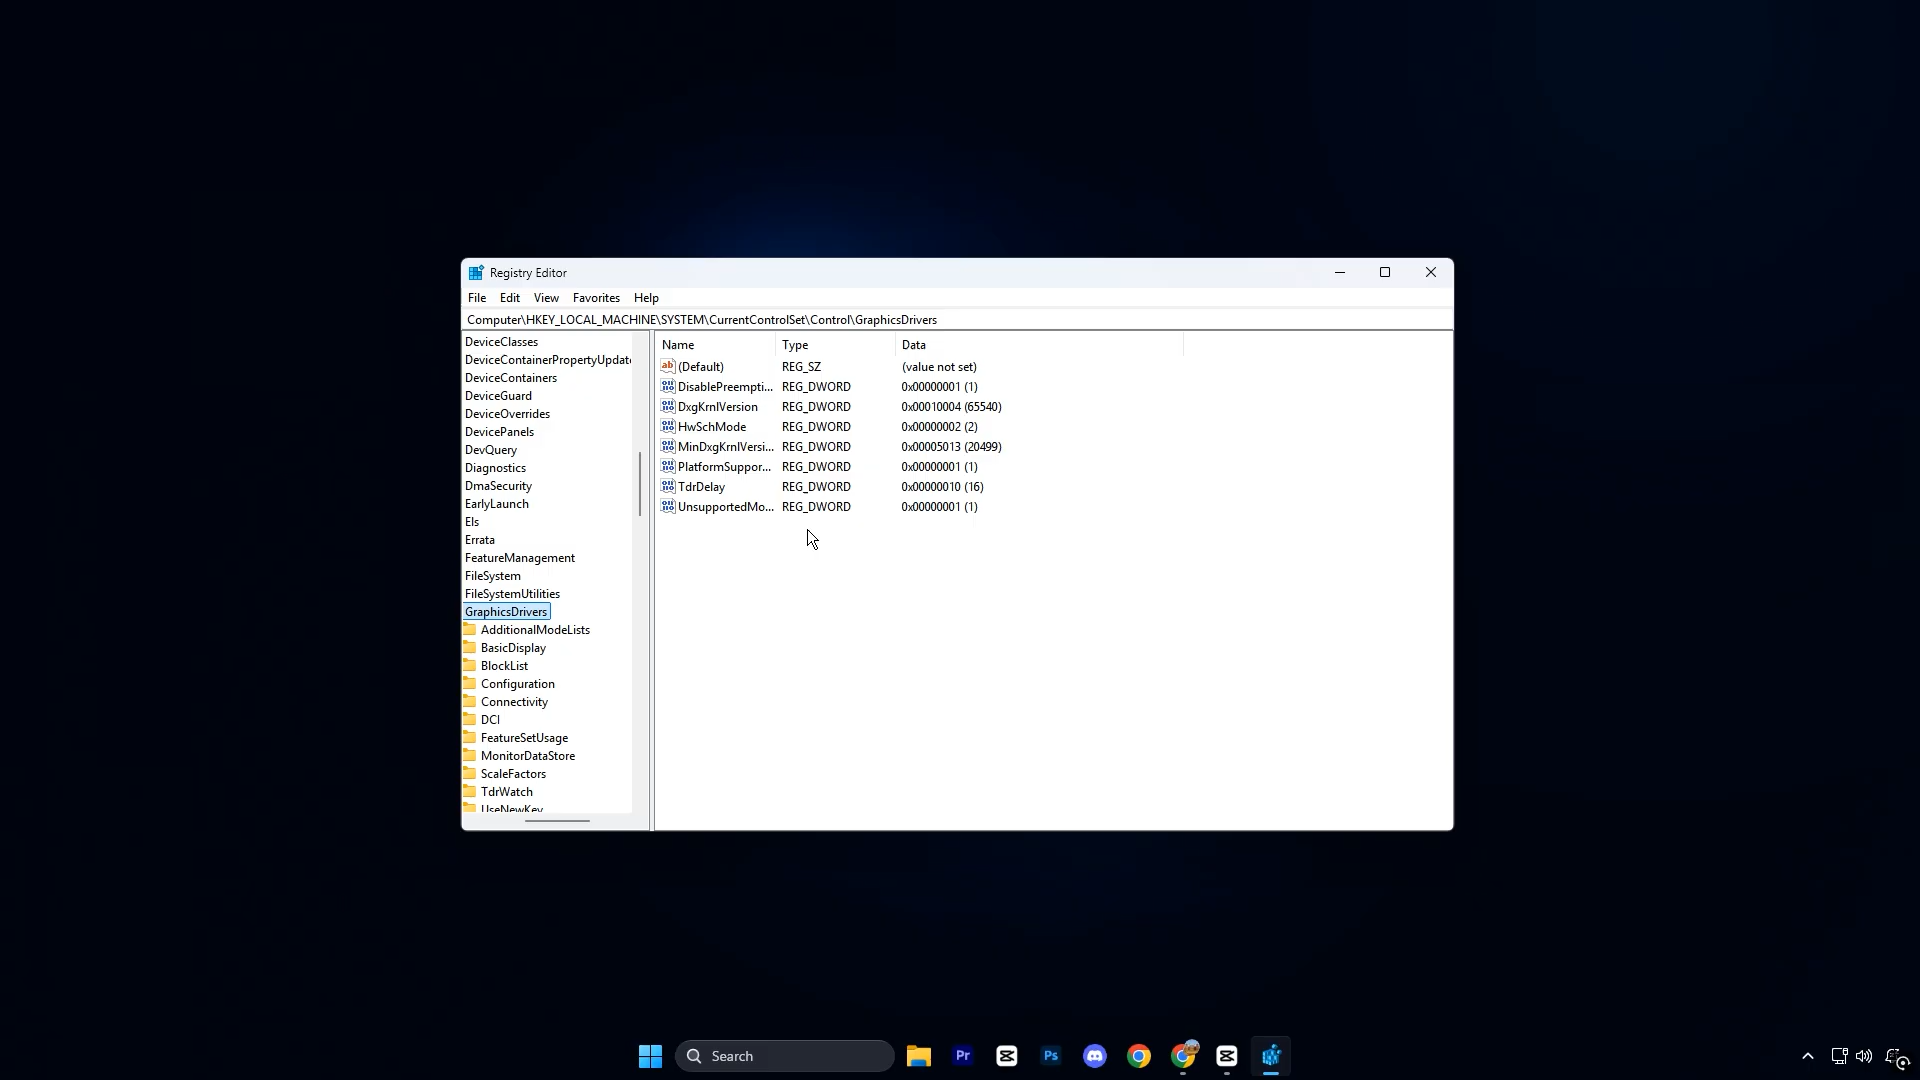 Registry Editor
File Edit View Favorites Help
Computer\HKEY_LOCAL_MACHINE\SYSTEM\CurrentControlSet\Control\GraphicsDrivers
DeviceClasses
DeviceContainerPropertyUpdat
DeviceContainers
DeviceGuard
DeviceOverrides
DevicePanels
DevQuery
Diagnostics
DmaSecurity
EarlyLaunch
Els
Errata
FeatureManagement
FileSystem
FileSystemUtilities
GraphicsDrivers
AdditionalModeLists
BasicDisplay
BlockList
Configuration
Connectivity
DCI
FeatureSetUsage
MonitorDataStore
ScaleFactors
TdrWatch
UseNewKey
Name Type Data
(Default) REG_SZ (value not set)
DisablePreempti... REG_DWORD 0x00000001 (1)
DxgKrnlVersion REG_DWORD 0x00010004 (65540)
HwSchMode REG_DWORD 0x00000002 (2)
MinDxgKrnlVersi... REG_DWORD 0x00005013 (20499)
PlatformSuppor... REG_DWORD 0x00000001 (1)
TdrDelay REG_DWORD 0x00000010 (16)
UnsupportedMo... REG_DWORD 0x00000001 (1)
Search
Pr
Ps